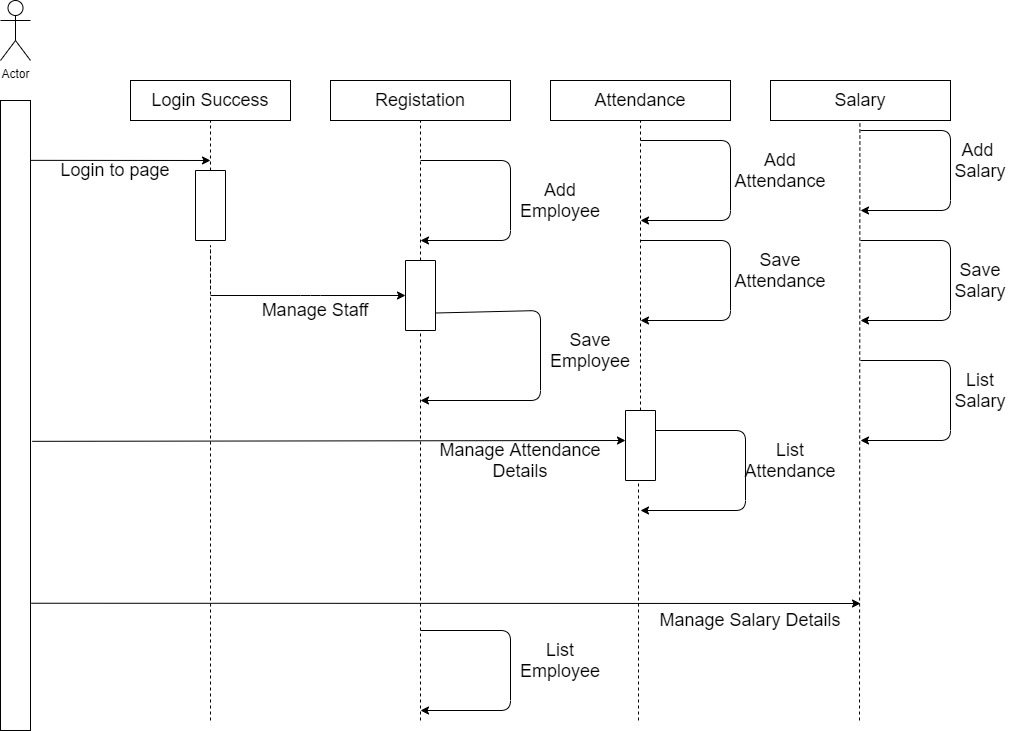 Actor
Login Success
Registation
Attendance
Salary
Login to page
Add
Employee
Add
Attendance
Add
Salary
Save
Attendance
Save
Salary
Manage Staff
Save
Employee
List
Salary
Manage Attendance
Details
List
Attendance
Manage Salary Details
List
Employee